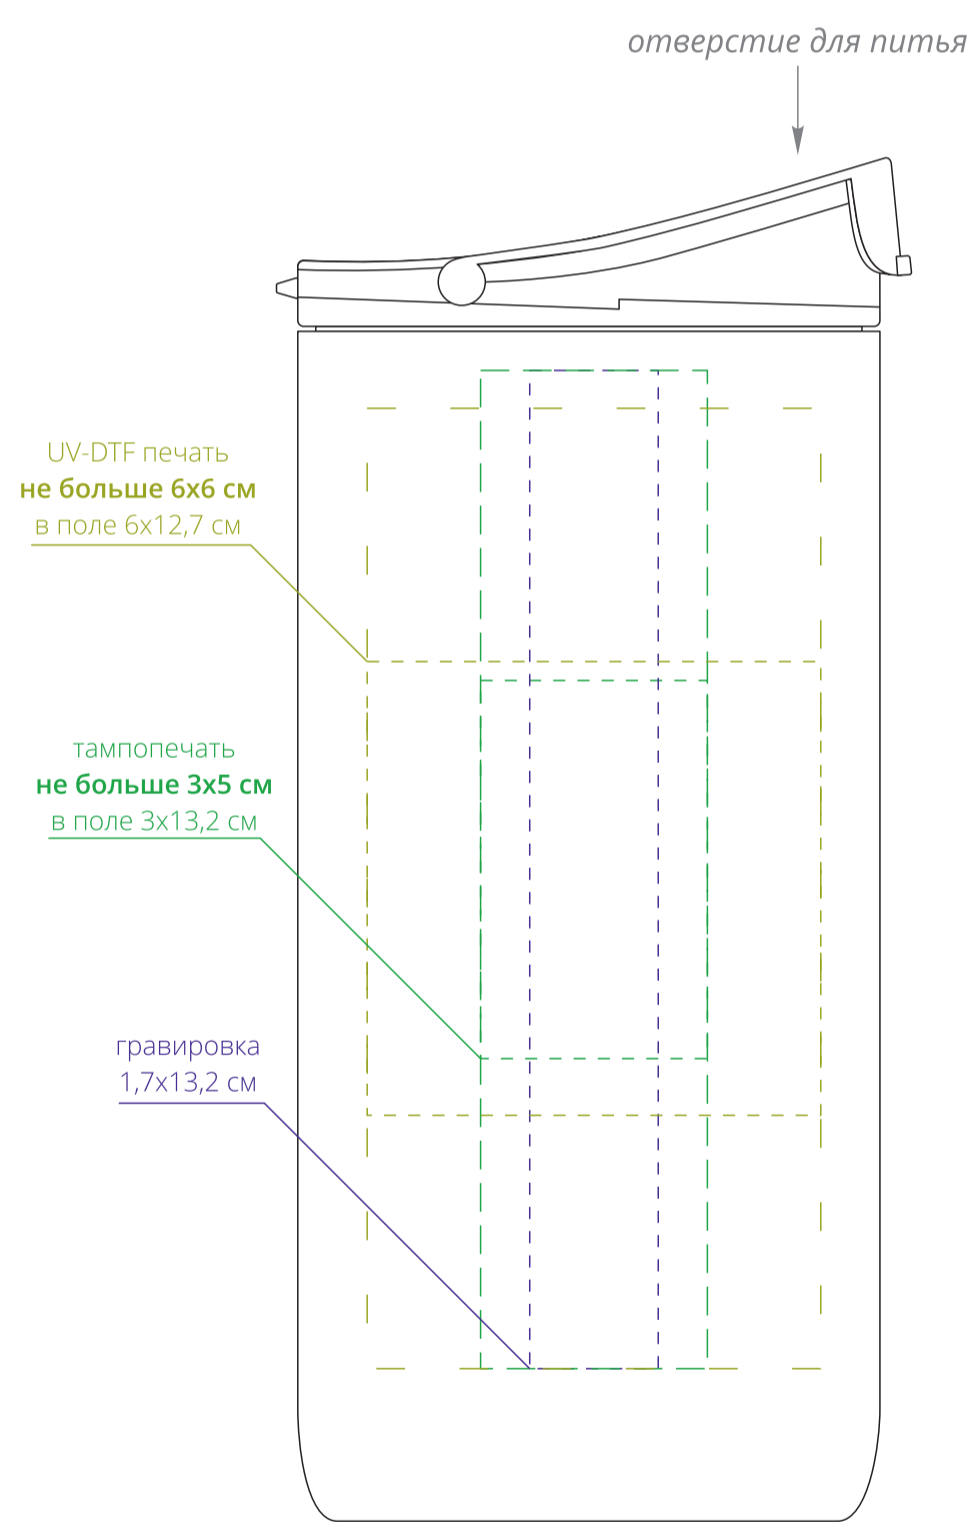 отверстие для питья
UV-DTF печать
не больше 6х6 см
в поле 6х12,7 см
тампопечать
не больше 3х5 см
в поле 3х13,2 см
гравировка
1,7х13,2 см